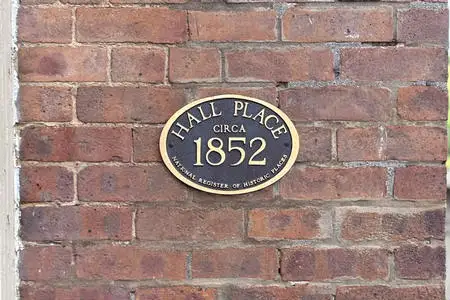 HALL PLACE
CIRCA
1852
NATIONAL REGISTER OF HISTORIC PLACES